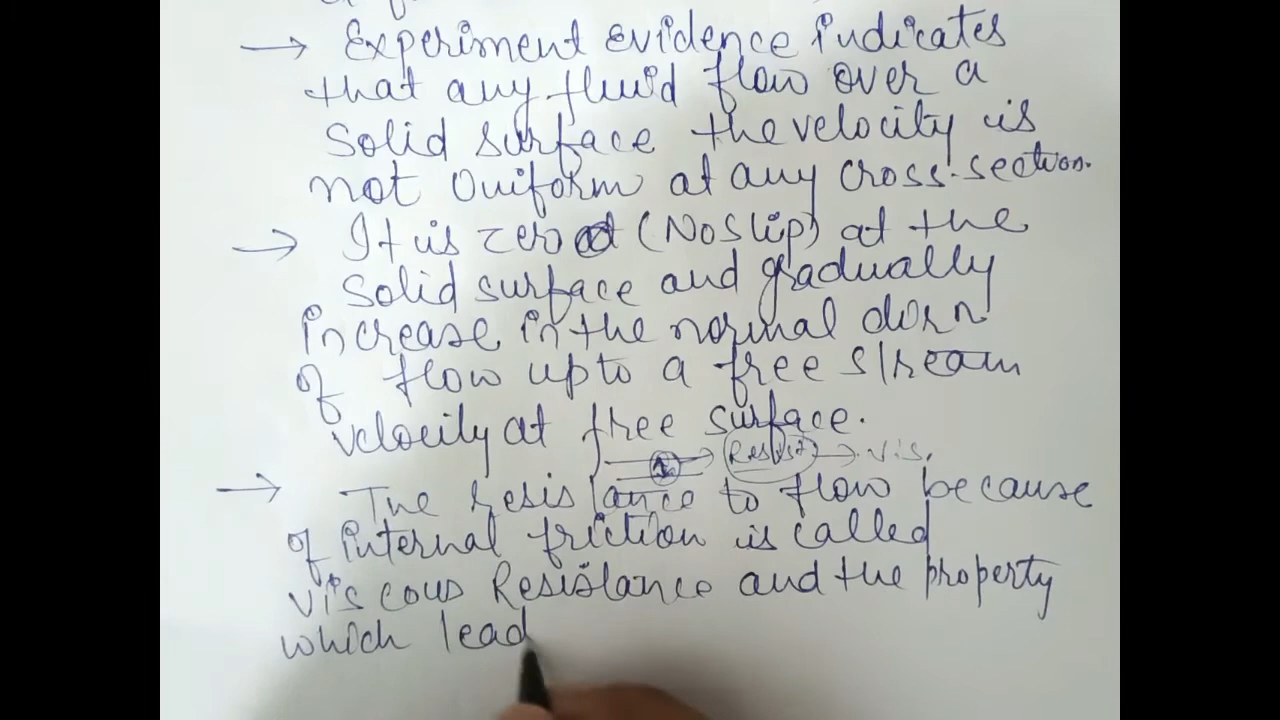 → Experiment evidence indicates
that any fluid flow over a
solid surface the velocity is
not Uniform at any cross-section.
→ It is zero (No Slip) at the
solid surface and gradually
increase in the normal dirn
of flow upto a free stream
velocity at free surface.
→ vis.
→ The resistance to flow because
of internal friction is called
viscous Resistance and the property
which lead